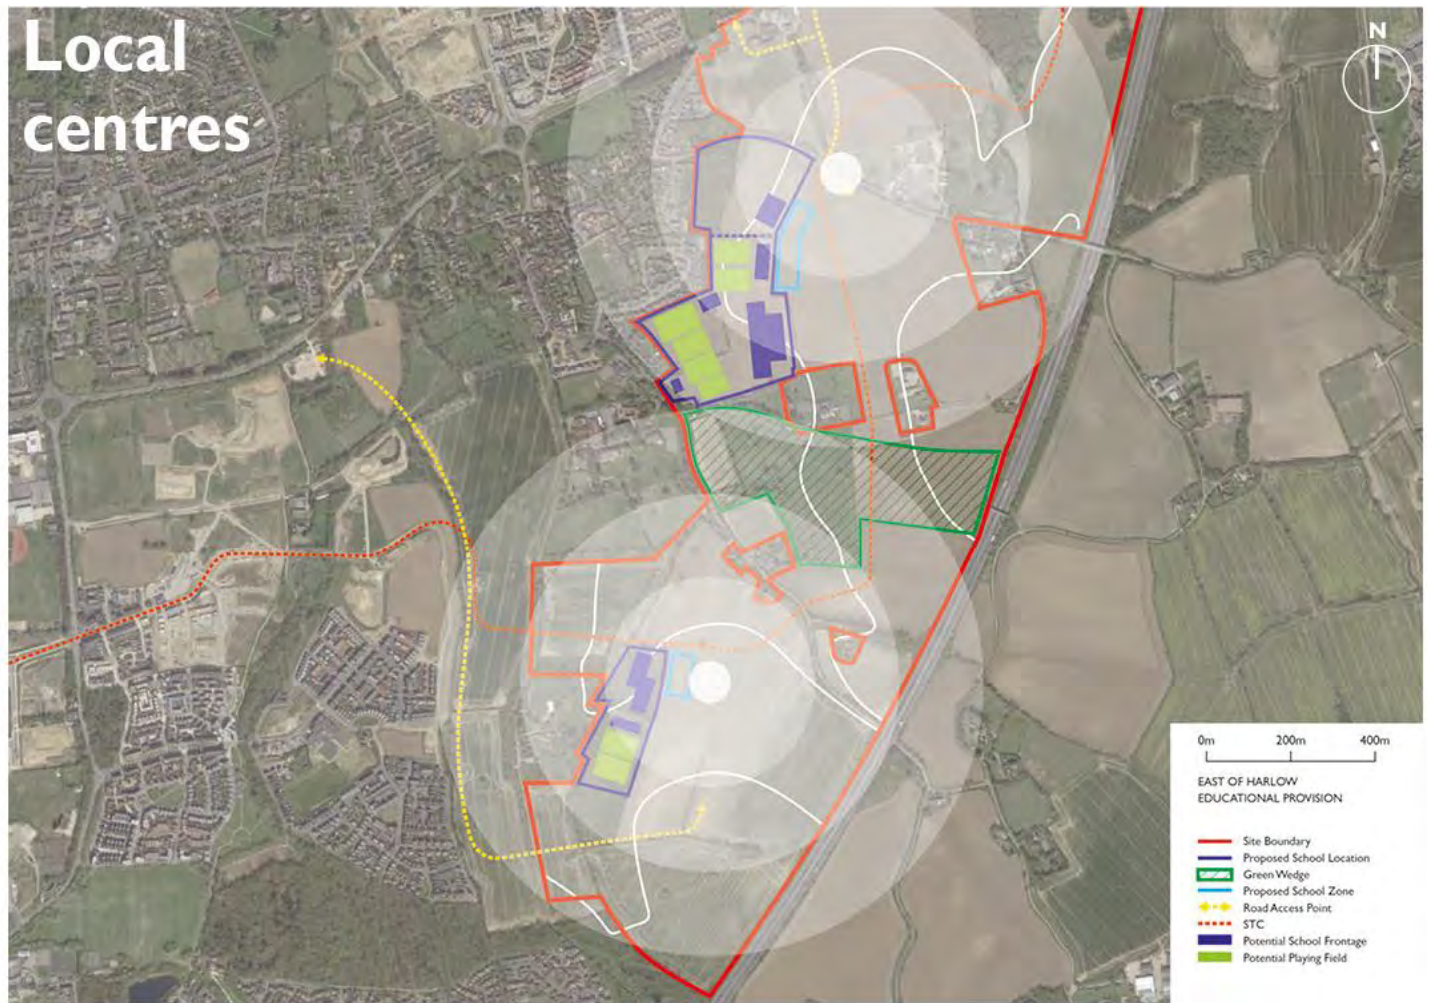 Local
centres
N
0m 200m 400m
EAST OF HARLOW
EDUCATIONAL PROVISION
Site Boundary
Proposed School Location
Green Wedge
Proposed School Zone
Road Access Point
STC
Potential School Frontage
Potential Playing Field